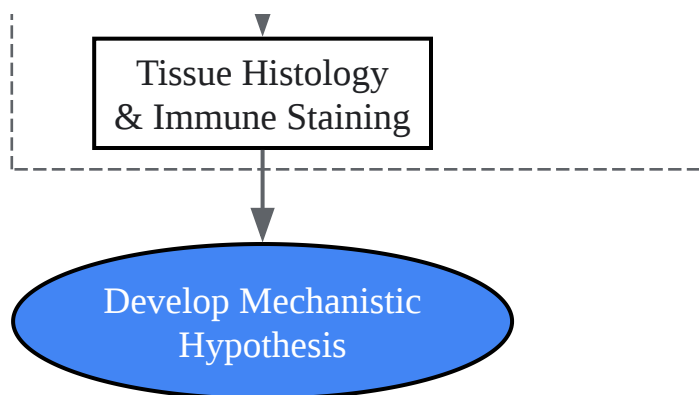 Tissue Histology
& Immune Staining
Develop Mechanistic
Hypothesis